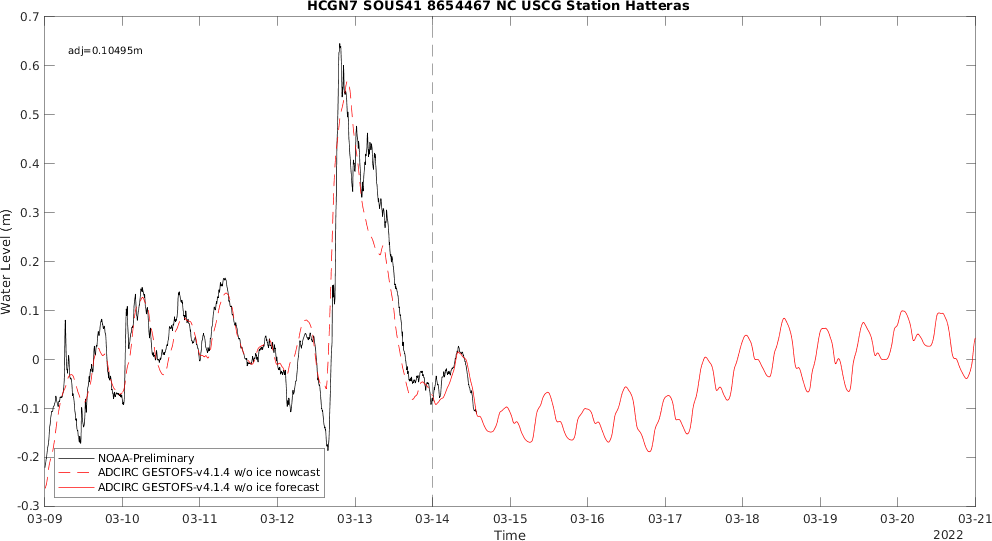 HCGN7 SOUS41 8654467 NC USCG Station Hatteras
adj=0.10495m
0.7
0.6
0.5
0.4
0.3
0.2
0.1
0
-0.1
-0.2
-0.3
Water Level (m)
NOAA-Preliminary
ADCIRC GESTOFS-v4.1.4 w/o ice nowcast
ADCIRC GESTOFS-v4.1.4 w/o ice forecast
03-09 03-10 03-11 03-12 03-13 03-14 03-15 03-16 03-17 03-18 03-19 03-20 03-21
Time
2022